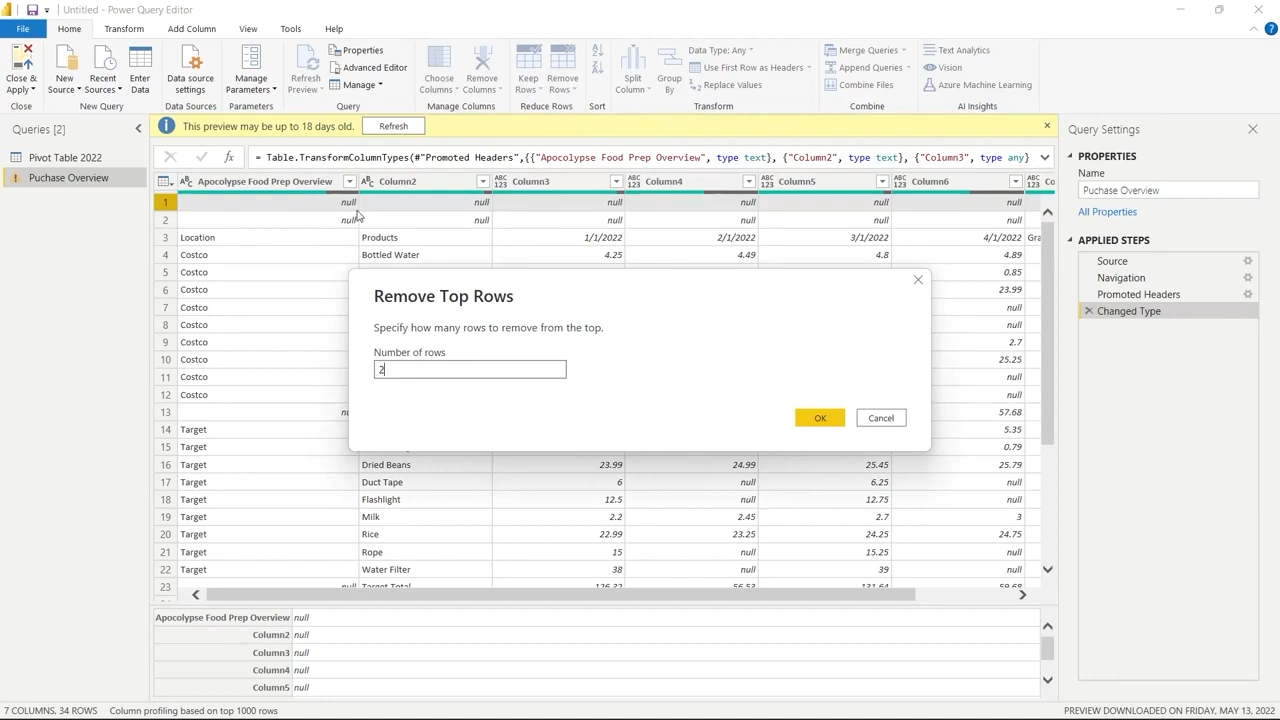 Untitled - Power Query Editor
File Home Transform Add Column View Tools Help
Close & Apply
New Source
Recent Sources
Enter Data
Data source settings
Manage Parameters
Refresh Preview
Properties
Advanced Editor
Manage
Choose Columns
Remove Columns
Keep Rows
Remove Rows
Split Column
Group By
Data Type: Any
Use First Row as Headers
Replace Values
Merge Queries
Append Queries
Combine Files
Text Analytics
Vision
Azure Machine Learning
Close New Query Data Sources Parameters Query Manage Columns Reduce Rows Sort Transform Combine AI Insights
Queries [2]
Pivot Table 2022
Puchase Overview
This preview may be up to 18 days old. Refresh
= Table.TransformColumnTypes(#"Promoted Headers",{{"Apocolypse Food Prep Overview", type text}, {"Column2", type text}, {"Column3", type any}
Apocolypse Food Prep Overview Column2 Column3 Column4 Column5 Column6 Co
1 null null null null null null
2 null null null null null null
3 Location Products 1/1/2022 2/1/2022 3/1/2022 4/1/2022 Gra
4 Costco Bottled Water 4.25 4.49 4.8 4.89
5 Costco 0.85
6 Costco 23.99
7 Costco null
8 Costco null
9 Costco 2.7
10 Costco 25.25
11 Costco null
12 Costco null
13 57.68
14 Target 5.35
15 Target 0.79
16 Target Dried Beans 23.99 24.99 25.45 25.79
17 Target Duct Tape 6 null 6.25 null
18 Target Flashlight 12.5 null 12.75 null
19 Target Milk 2.2 2.45 2.7 3
20 Target Rice 22.99 23.25 24.25 24.75
21 Target Rope 15 null 15.25 null
22 Target Water Filter 38 null 39 null
23 null Target Total 126.32 56.53 131.64 59.68
Remove Top Rows
Specify how many rows to remove from the top.
Number of rows
2
OK Cancel
Apocolypse Food Prep Overview null
Column2 null
Column3 null
Column4 null
Column5 null
Query Settings
PROPERTIES
Name
Puchase Overview
All Properties
APPLIED STEPS
Source
Navigation
Promoted Headers
Changed Type
7 COLUMNS, 34 ROWS Column profiling based on top 1000 rows
PREVIEW DOWNLOADED ON FRIDAY, MAY 13, 2022